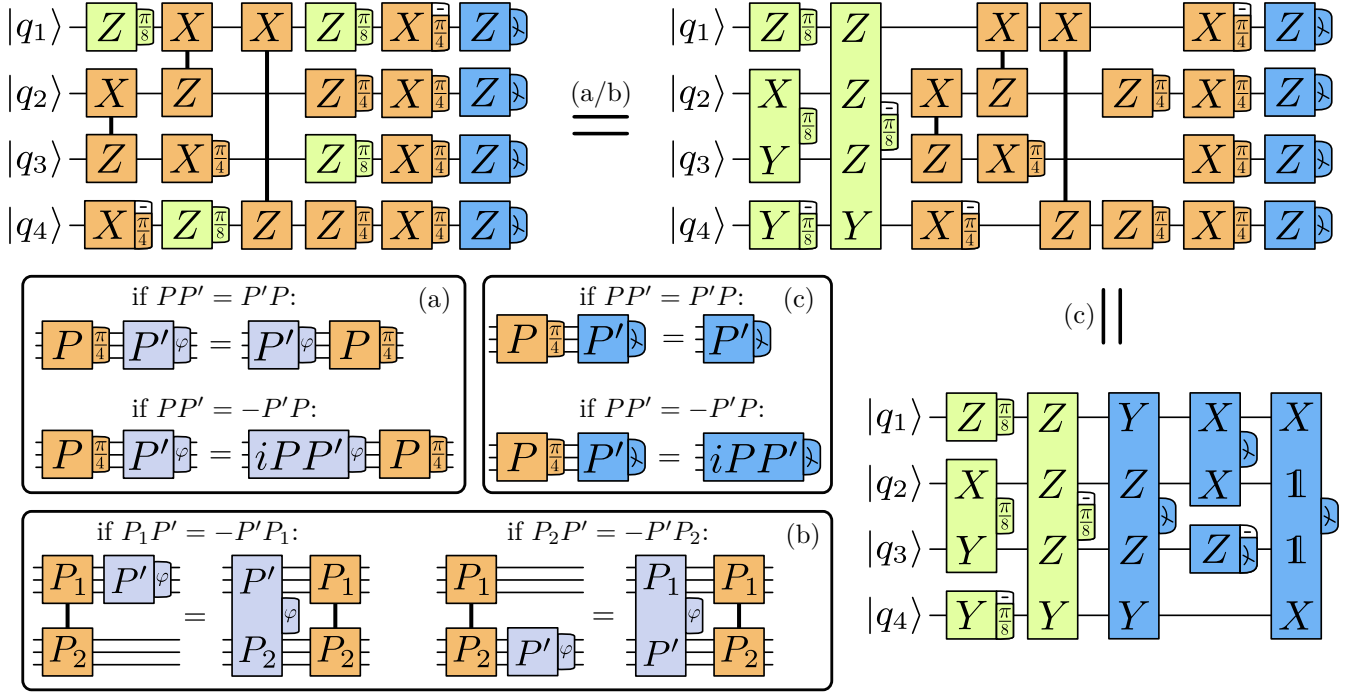 |q₁⟩ Z π/8 X X Z π/8 X -π/4 Z
|q₂⟩ X Z Z π/4 X π/4 Z
|q₃⟩ Z X π/4 Z π/8 X π/4 Z
|q₄⟩ X -π/4 Z π/8 Z Z π/4 X π/4 Z
(a/b)
=
|q₁⟩ Z π/8 Z X X X -π/4 Z
|q₂⟩ X Z X Z Z π/4 X π/4 Z
π/8 -π/8
|q₃⟩ Y Z Z X π/4 X π/4 Z
|q₄⟩ Y -π/8 Y X -π/4 Z Z π/4 X π/4 Z
if PP′ = P′P: (a)
P π/4 P′ φ = P′ φ P π/4
if PP′ = −P′P:
P π/4 P′ φ = iPP′ φ P π/4
if PP′ = P′P: (c)
P π/4 P′ = P′
if PP′ = −P′P:
P π/4 P′ = iPP′
if P₁P′ = −P′P₁: if P₂P′ = −P′P₂: (b)
P₁ P′ φ P′ P₁ P₁ P₁ P₁
= φ = φ
P₂ P₂ P₂ P₂ P′ φ P′ P₂
(c) ||
|q₁⟩ Z π/8 Z Y X X
|q₂⟩ X Z Z X 𝟙
π/8 -π/8
|q₃⟩ Y Z Z Z - 𝟙
|q₄⟩ Y -π/8 Y Y X